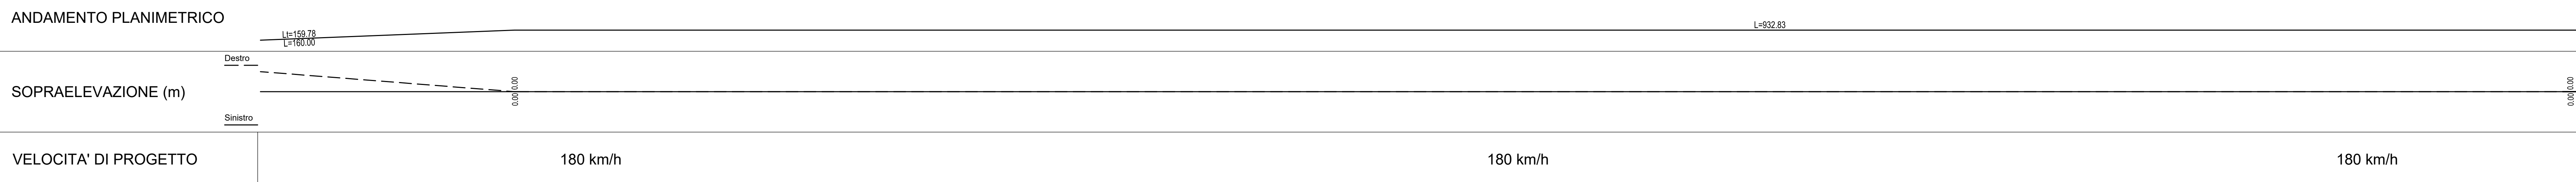 ANDAMENTO PLANIMETRICO
Lt=159.78
L=160.00
L=932.83
Destro
SOPRAELEVAZIONE (m)
Sinistro
0.00 0.00
0.00 0.00
VELOCITA' DI PROGETTO
180 km/h
180 km/h
180 km/h